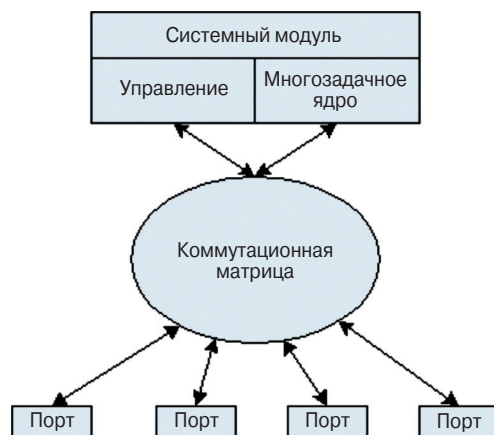 Системный модуль
Управление
Многозадачное
ядро
Коммутационная
матрица
Порт
Порт
Порт
Порт